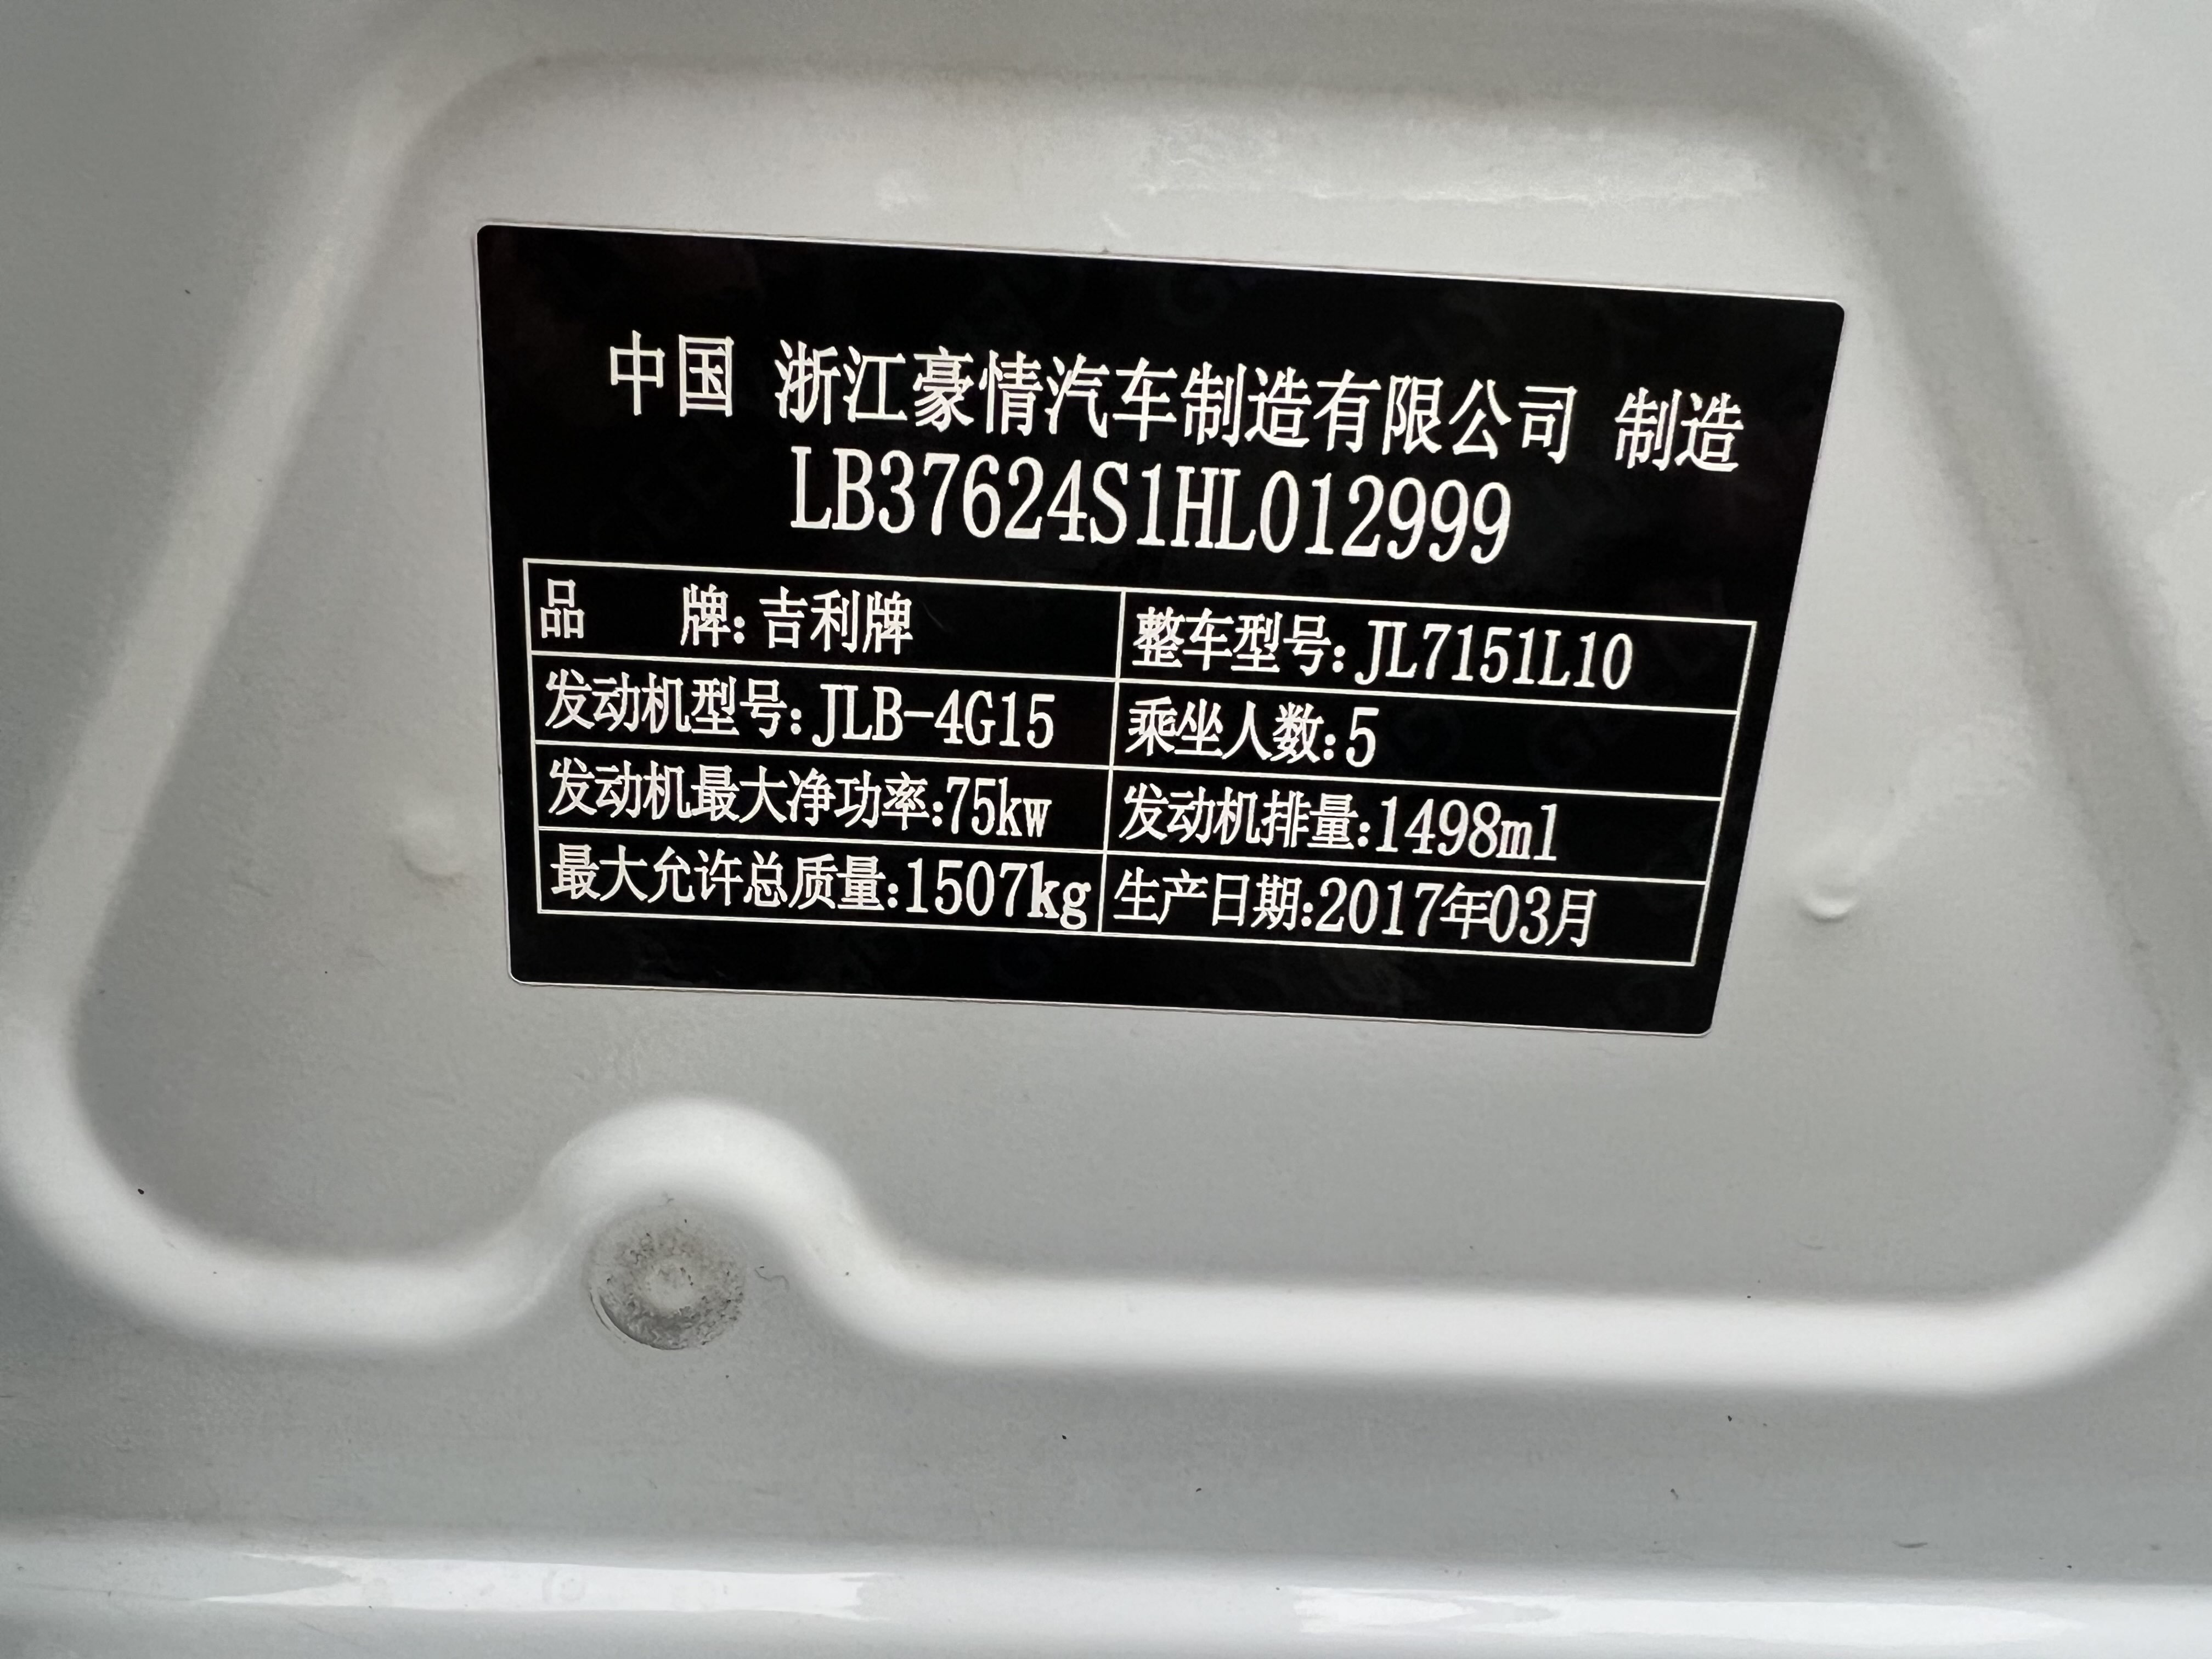 中国 浙江豪情汽车制造有限公司 制造
LB37624S1HL012999
品 牌:吉利牌 整车型号:JL7151L10
发动机型号:JLB-4G15 乘坐人数:5
发动机最大净功率:75kw 发动机排量:1498ml
最大允许总质量:1507kg 生产日期:2017年03月